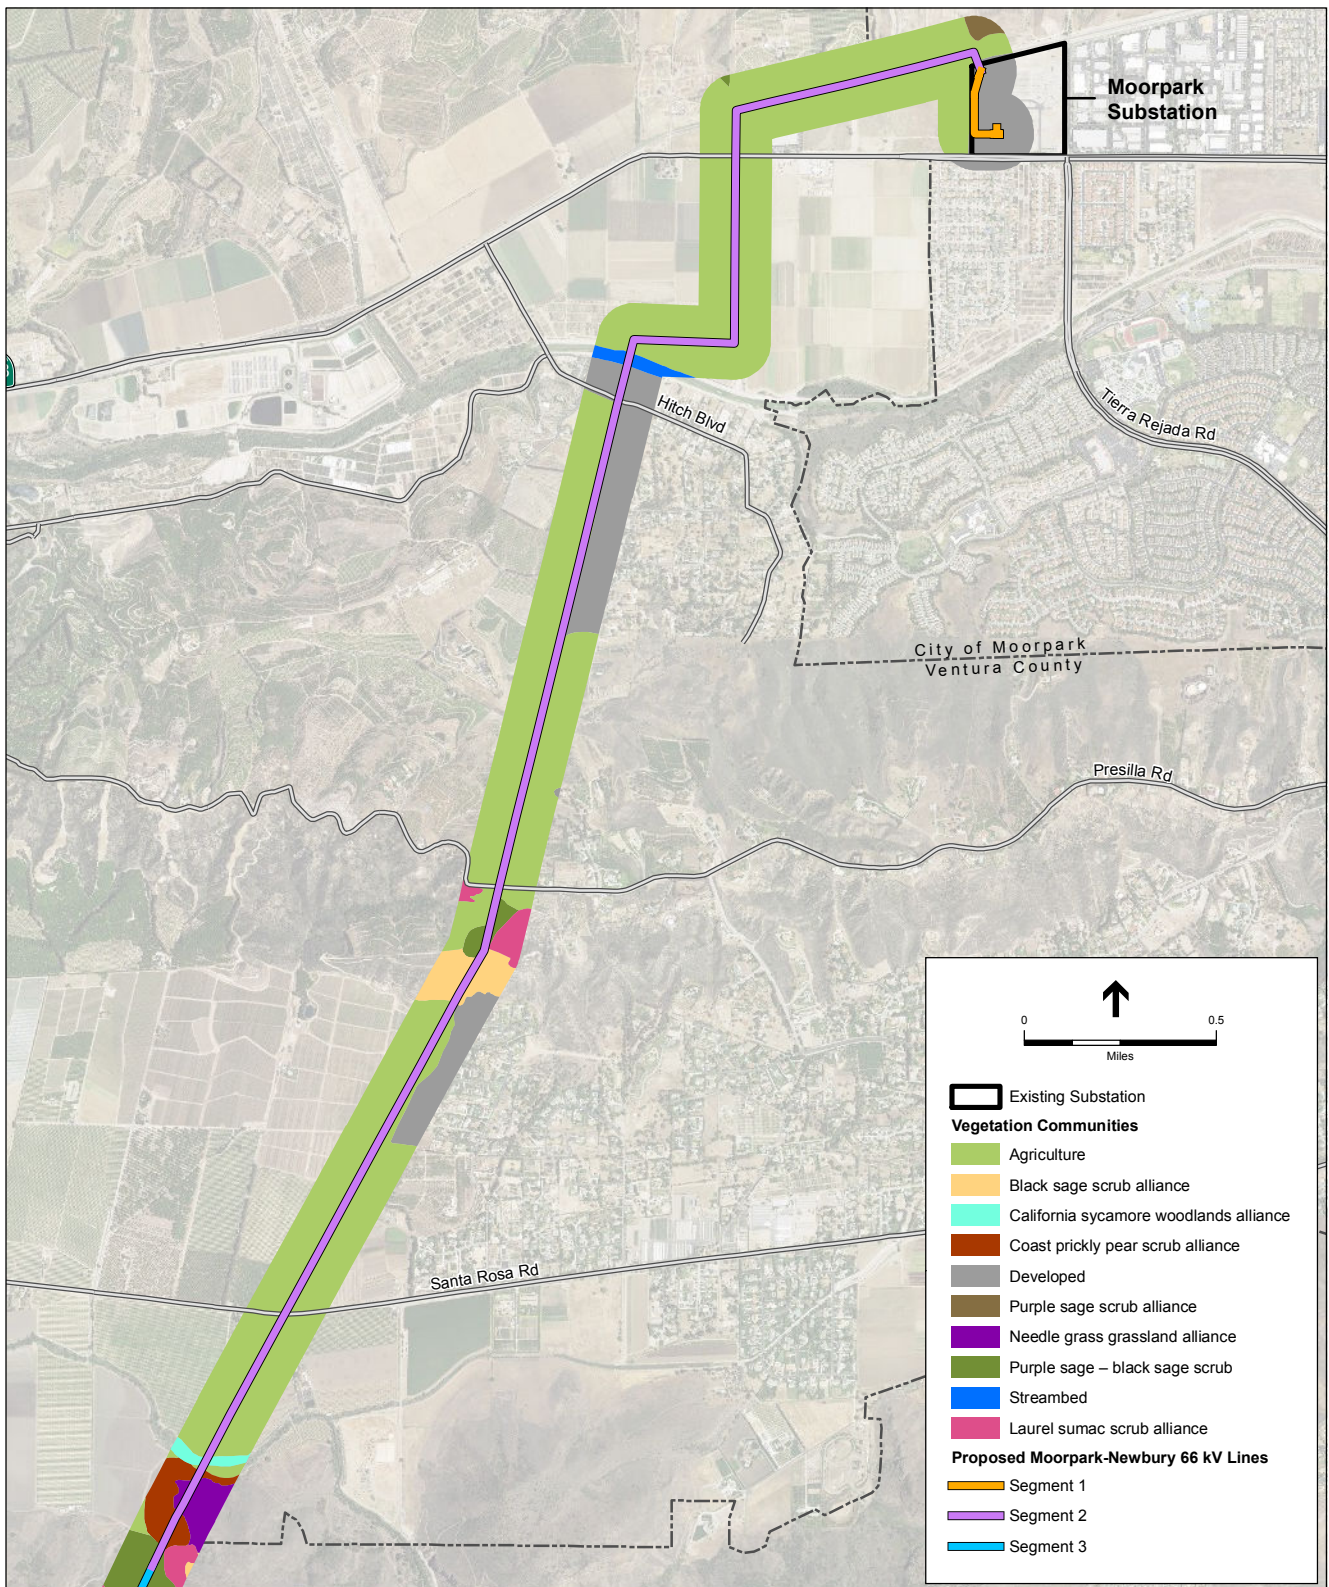 Moorpark
Substation
Hitch Blvd
Tierra Rejada Rd
City of Moorpark
Ventura County
Presilla Rd
Santa Rosa Rd
0 0.5
Miles
Existing Substation
Vegetation Communities
Agriculture
Black sage scrub alliance
California sycamore woodlands alliance
Coast prickly pear scrub alliance
Developed
Purple sage scrub alliance
Needle grass grassland alliance
Purple sage – black sage scrub
Streambed
Laurel sumac scrub alliance
Proposed Moorpark-Newbury 66 kV Lines
Segment 1
Segment 2
Segment 3